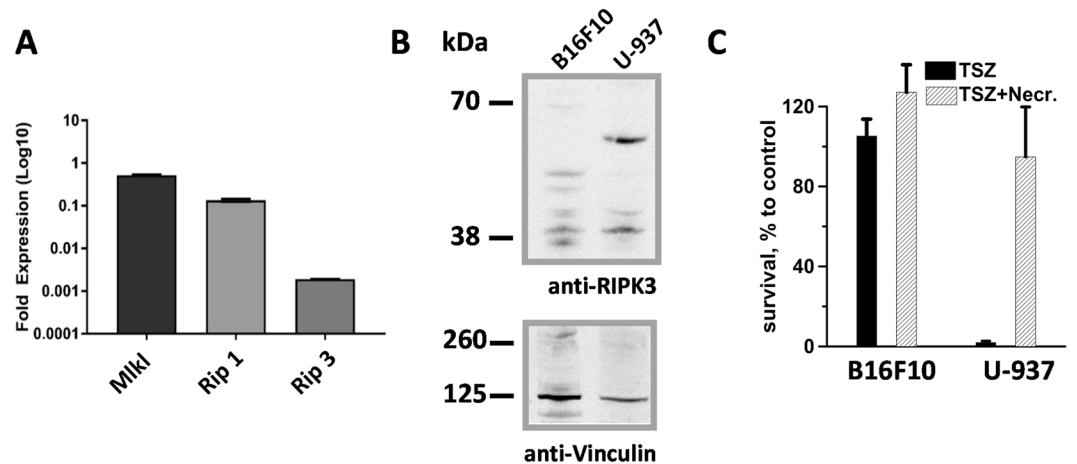 A
Fold Expression (Log10)
10
1
0.1
0.01
0.001
0.0001
Mlkl
Rip 1
Rip 3
B
kDa
B16F10
U-937
70
38
anti-RIPK3
260
125
anti-Vinculin
C
TSZ
TSZ+Necr.
survival, % to control
120
80
40
0
B16F10
U-937